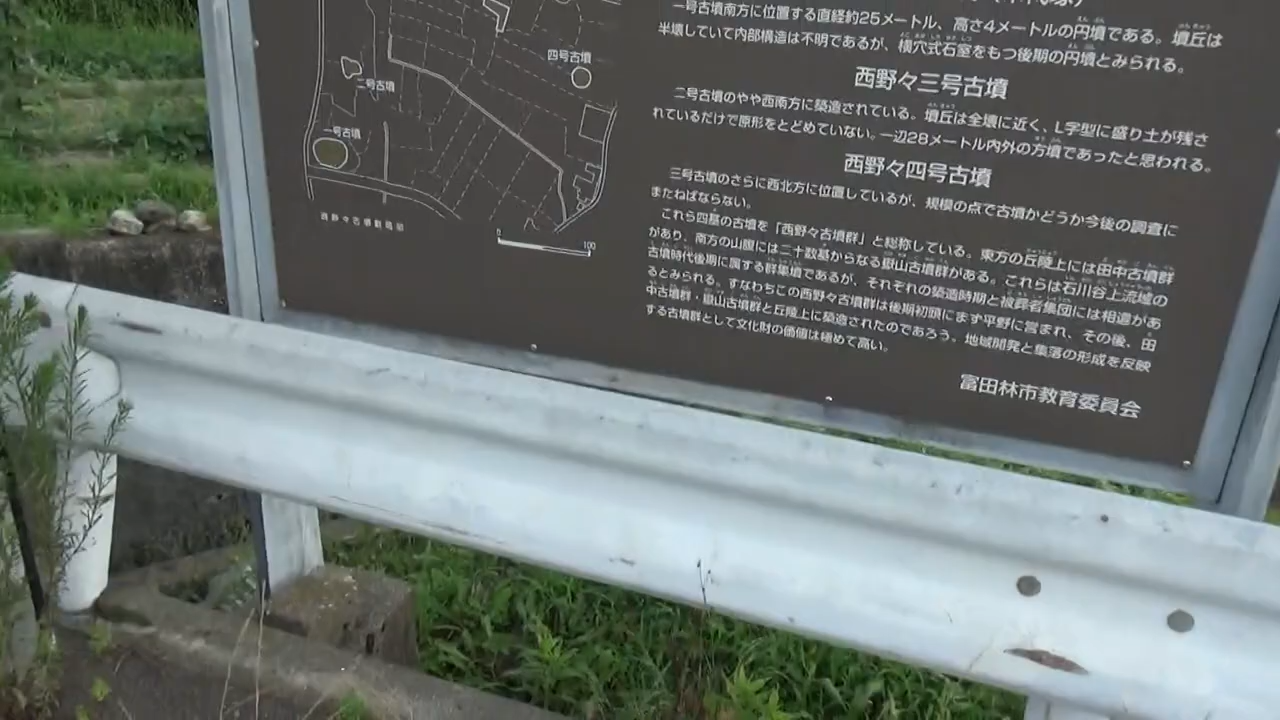 四号古墳
二号古墳
一号古墳
0 100
一号古墳南方に位置する直経約25メートル、高さ4メートルの円墳である。墳丘は
半壊していて内部構造は不明であるが、横穴式石室をもつ後期の円墳とみられる。
西野々三号古墳
二号古墳のやや西南方に築造されている。墳丘は全壊に近く、L字型に盛り土が残さ
れているだけで原形をとどめていない。一辺28メートル内外の方墳であったと思われる。
西野々四号古墳
三号古墳のさらに西北方に位置しているが、規模の点で古墳かどうか今後の調査に
またねばならない。
これら四基の古墳を「西野々古墳群」と総称している。東方の丘陵上には田中古墳群
があり、南方の山腹には二十数基からなる嶽山古墳群がある。これらは石川谷上流域の
古墳時代後期に属する群集墳であるが、それぞれの築造時期と被葬者集団には相違があ
るとみられる。すなわちこの西野々古墳群は後期初頭にまず平野に営まれ、その後、田
中古墳群・嶽山古墳群と丘陵上に築造されたのであろう。地域開発と集落の形成を反映
する古墳群として文化財の価値は極めて高い。
富田林市教育委員会